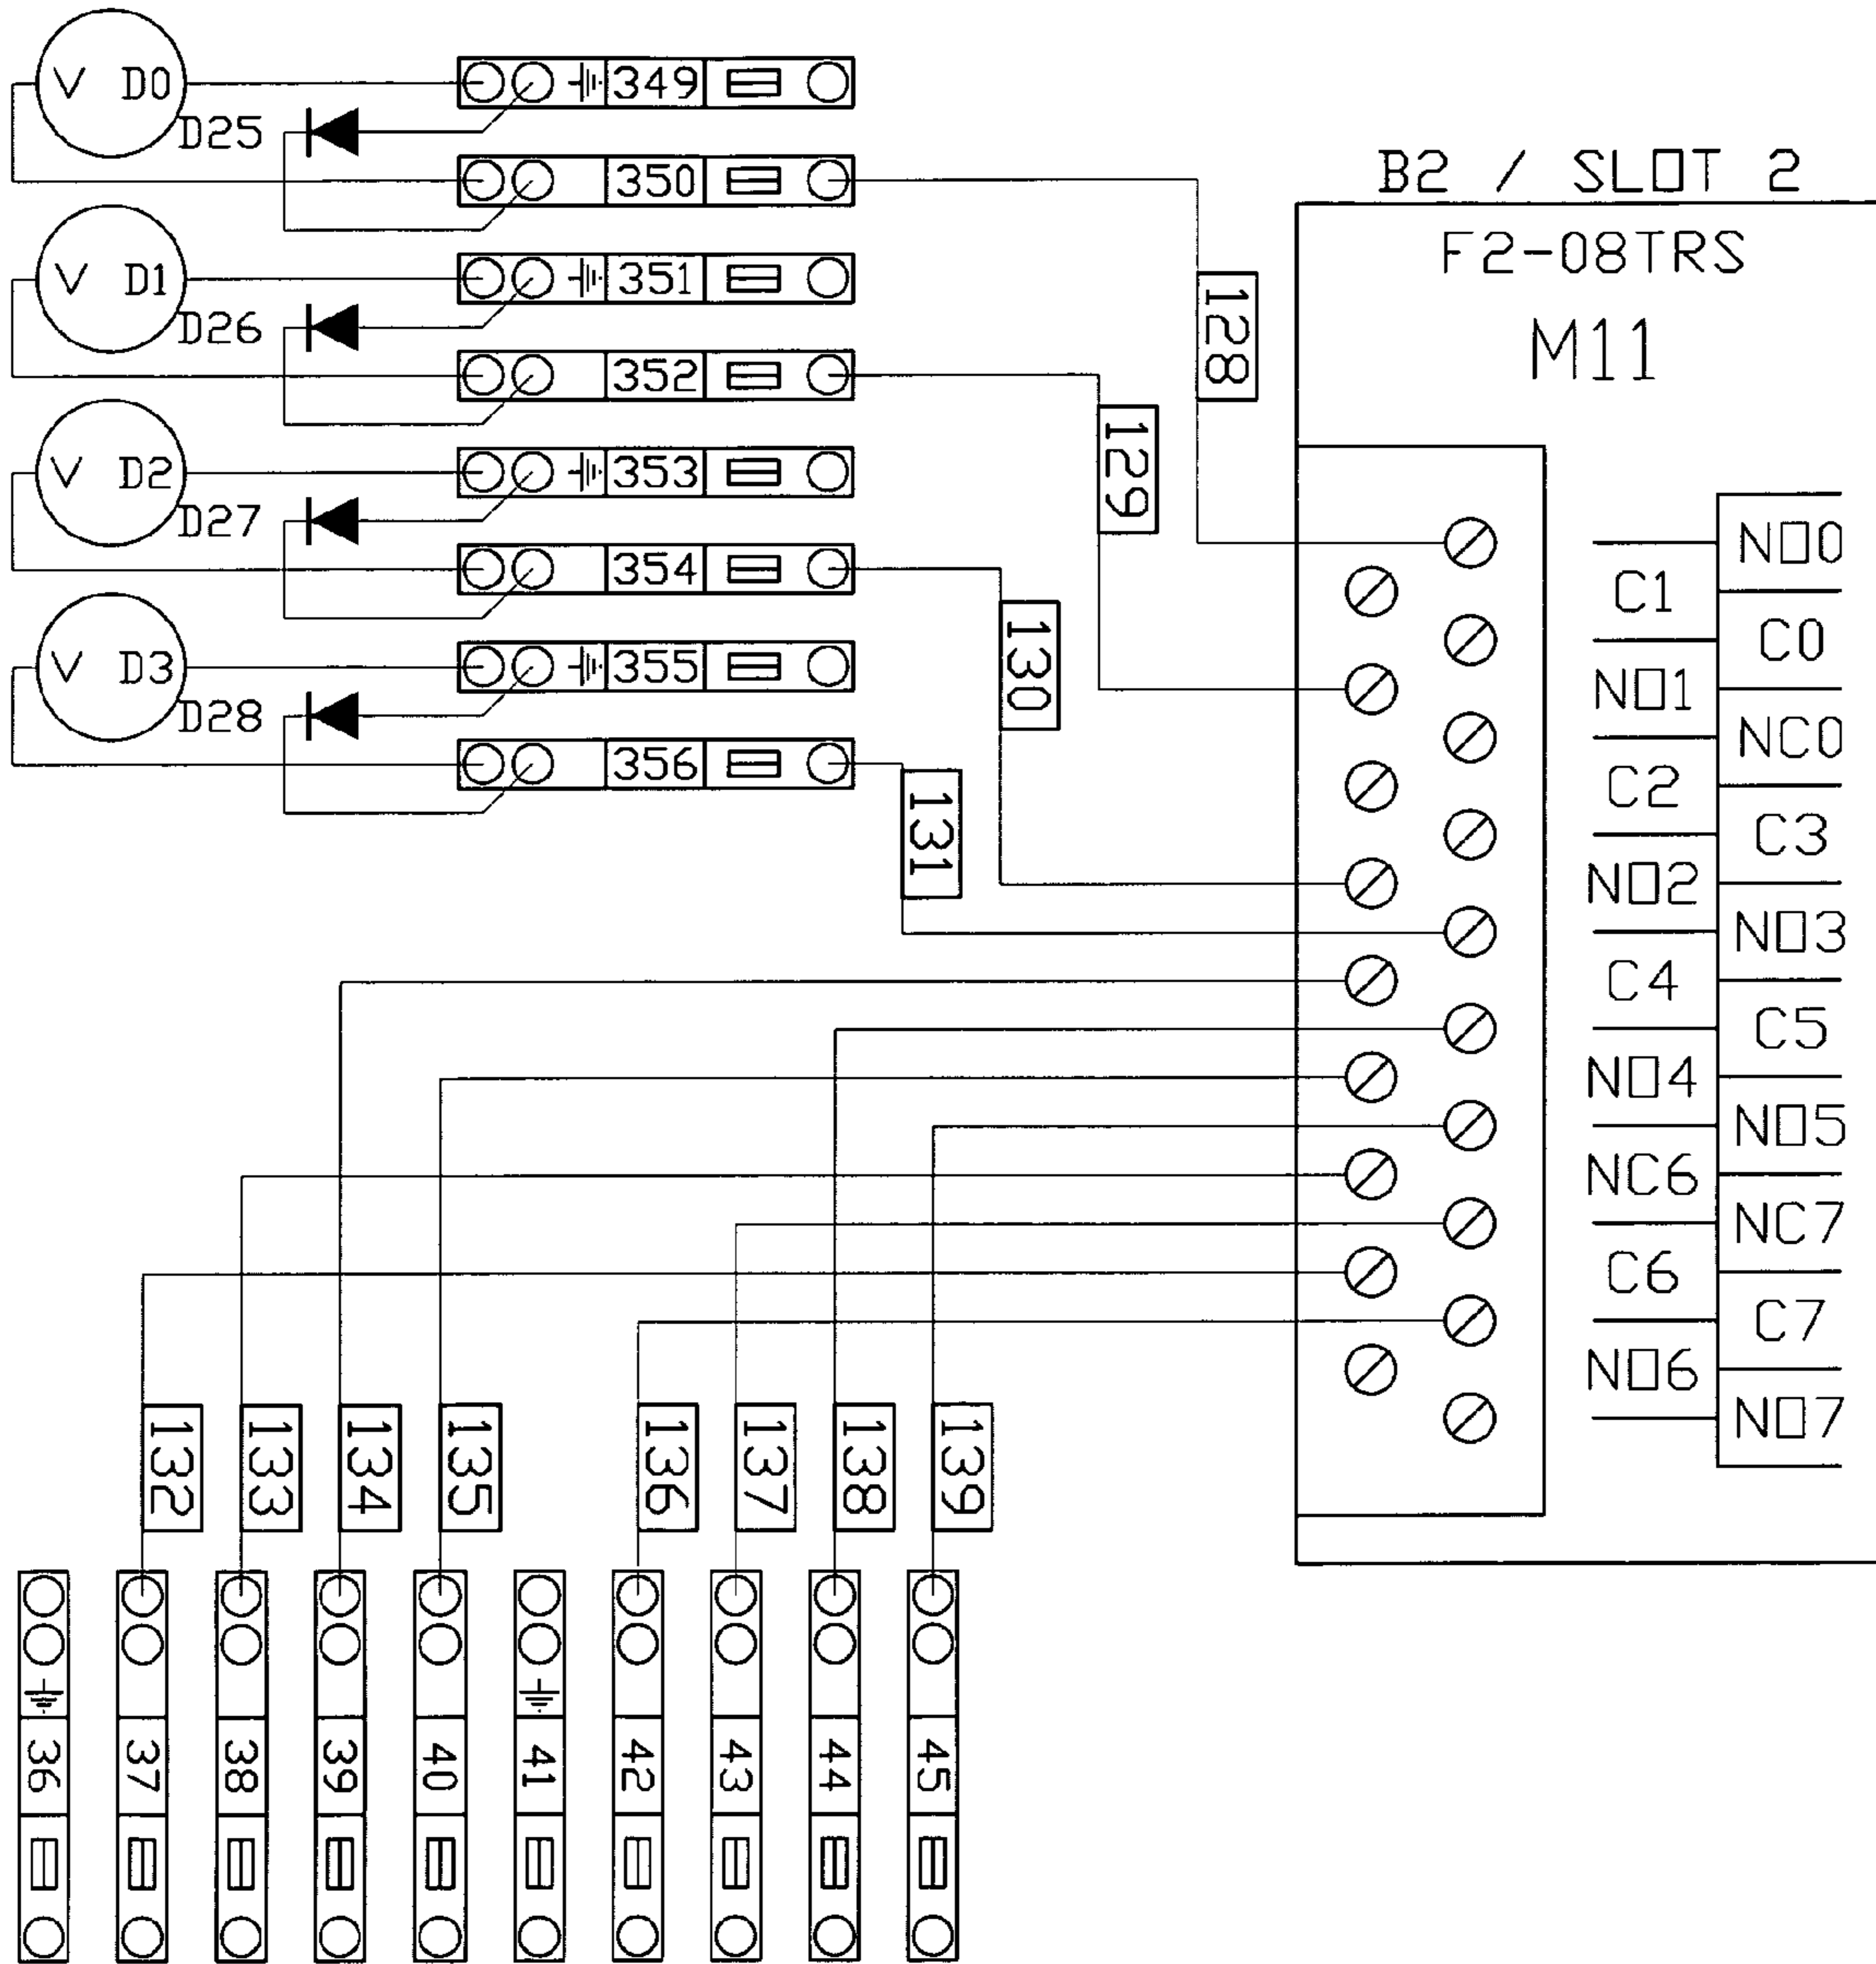 V D0
D25
349
350
V D1
D26
351
352
V D2
D27
353
354
V D3
D28
355
356
128
129
130
131
B2 / SLOT 2
F2-08TRS
M11
NO0
C1
C0
NO1
NC0
C2
C3
NO2
NO3
C4
C5
NO4
NO5
NC6
NC7
C6
C7
NO6
NO7
132
133
134
135
136
137
138
139
36
37
38
39
40
41
42
43
44
45